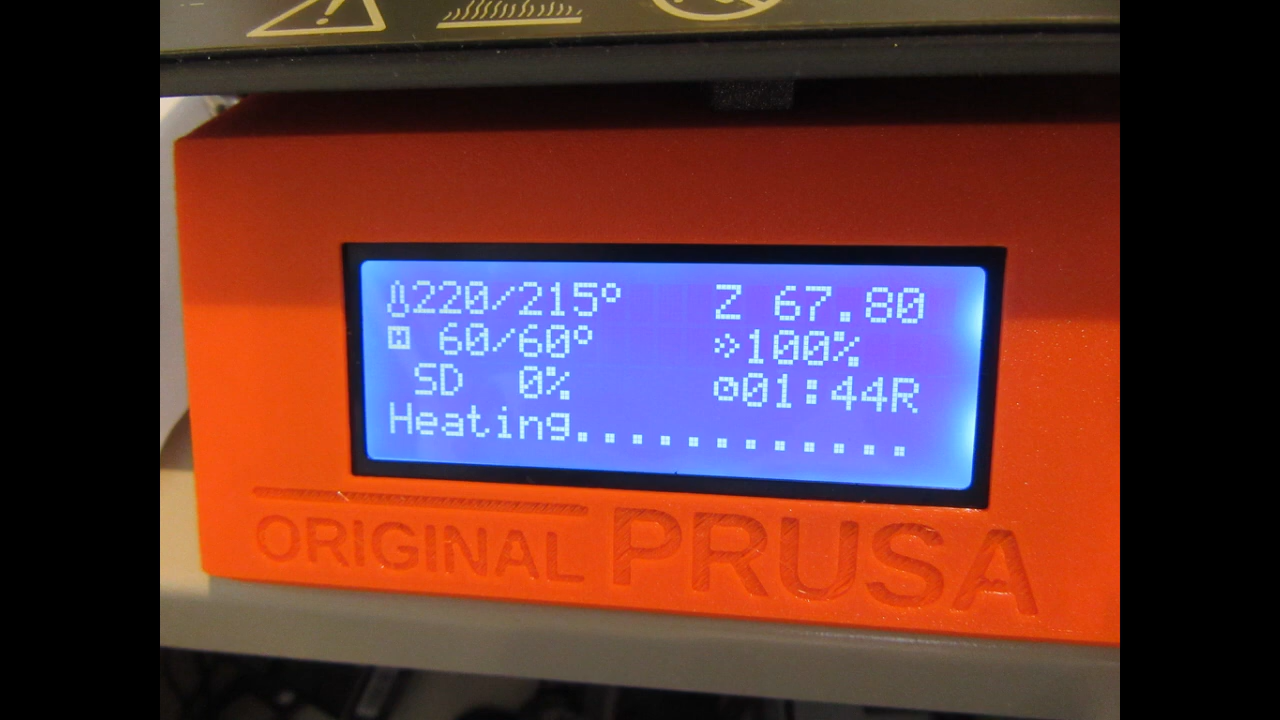 220/215° Z 67.80
60/60° 100%
SD 0% 01:44R
Heating............
ORIGINAL PRUSA